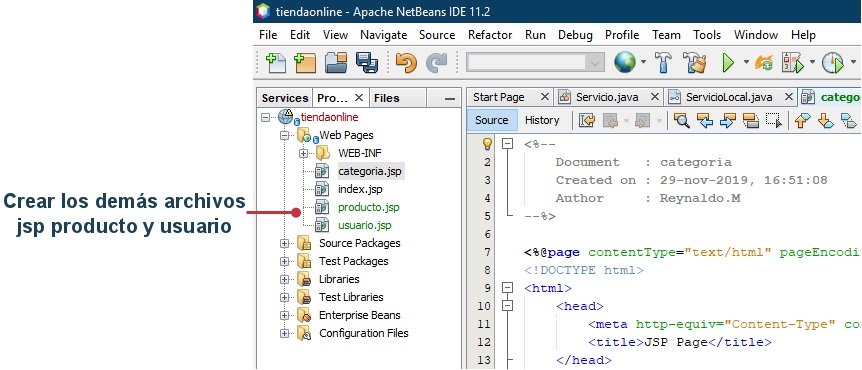 tiendaonline - Apache NetBeans IDE 11.2
File Edit View Navigate Source Refactor Run Debug Profile Team Tools
Services Pro... Files
Start Page Servicio.java ServicioLocal.java catego
Source History
tiendaonline
Web Pages
WEB-INF
categoria.jsp
index.jsp
producto.jsp
usuario.jsp
Source Packages
Test Packages
Libraries
Test Libraries
Enterprise Beans
Configuration Files
Crear los demás archivos
jsp producto y usuario
1 <%--
2 Document : categoria
3 Created on : 29-nov-2019, 16:51:08
4 Author : Reynaldo.M
5 --%>
6
7 <%@page contentType="text/html" pageEncodi
8 <!DOCTYPE html>
9 <html>
10 <head>
11 <meta http-equiv="Content-Type" co
12 <title>JSP Page</title>
13 </head>